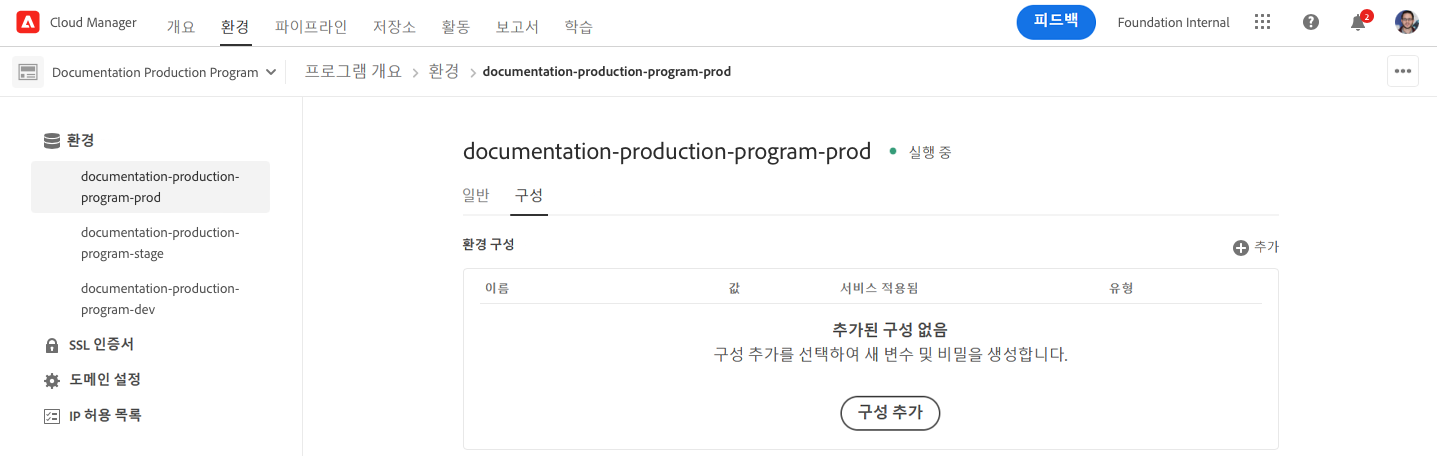 Cloud Manager 개요 환경 파이프라인 저장소 활동 보고서 학습 피드백 Foundation Internal 2
Documentation Production Program 프로그램 개요 환경 documentation-production-program-prod
환경
documentation-production-
program-prod
documentation-production-
program-stage
documentation-production-
program-dev
SSL 인증서
도메인 설정
IP 허용 목록
documentation-production-program-prod 실행 중
일반 구성
환경 구성 추가
이름 값 서비스 적용됨 유형
추가된 구성 없음
구성 추가를 선택하여 새 변수 및 비밀을 생성합니다.
구성 추가